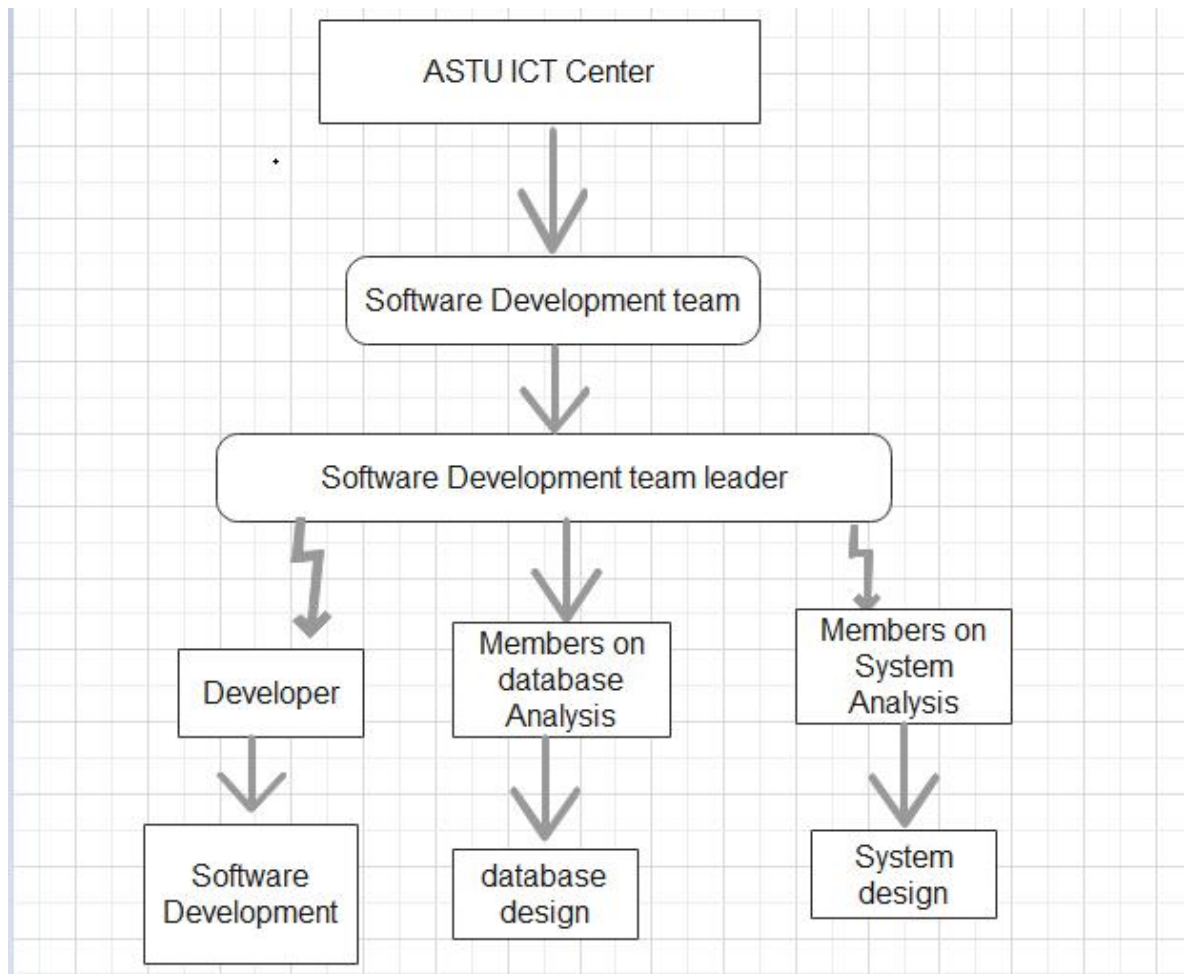 ASTU ICT Center
Software Development team
Software Development team leader
Developer
Members on
database
Analysis
Members on
System
Analysis
Software
Development
database
design
System
design